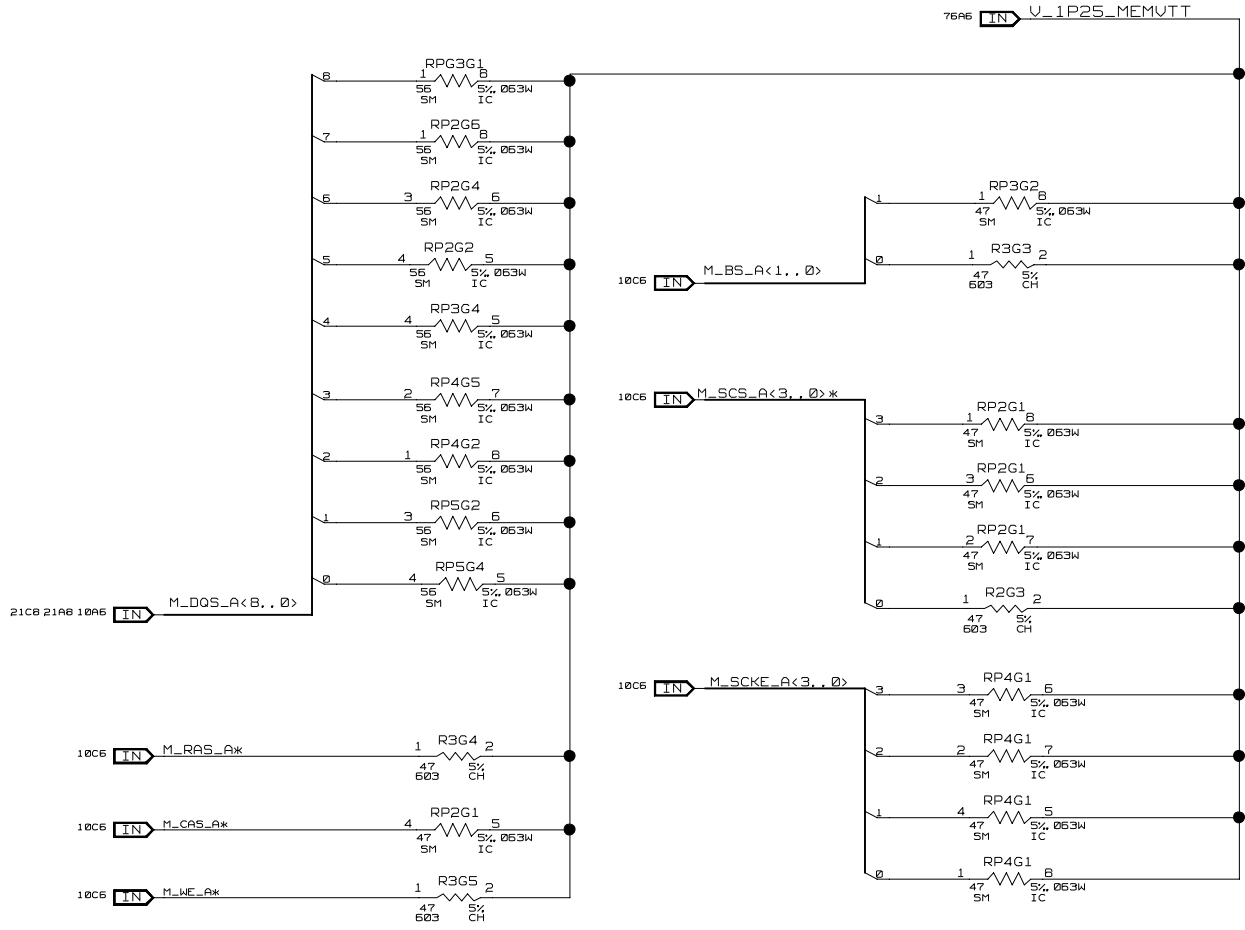 76A6 IN V_1P25_MEMVTT
8 RPG3G1
1 8
56 5%,.063W
SM IC
7 RP2G6
1 8
56 5%,.063W
SM IC
6 RP2G4
3 6
56 5%,.063W
SM IC
5 RP2G2
4 5
56 5%,.063W
SM IC
4 RP3G4
4 5
56 5%,.063W
SM IC
3 RP4G5
2 7
56 5%,.063W
SM IC
2 RP4G2
1 8
56 5%,.063W
SM IC
1 RP5G2
3 6
56 5%,.063W
SM IC
0 RP5G4
4 5
56 5%,.063W
SM IC
21C8 21A8 10A6 IN M_DQS_A<8..0>
10C6 IN M_RAS_A*
R3G4
1 2
47 5%
603 CH
10C6 IN M_CAS_A*
RP2G1
4 5
47 5%,.063W
SM IC
10C6 IN M_WE_A*
R3G5
1 2
47 5%
603 CH
1 RP3G2
1 8
47 5%,.063W
SM IC
0 R3G3
1 2
47 5%
603 CH
10C6 IN M_BS_A<1..0>
10C6 IN M_SCS_A<3..0>*
3 RP2G1
1 8
47 5%,.063W
SM IC
2 RP2G1
3 6
47 5%,.063W
SM IC
1 RP2G1
2 7
47 5%,.063W
SM IC
0 R2G3
1 2
47 5%
603 CH
10C6 IN M_SCKE_A<3..0>
3 RP4G1
3 6
47 5%,.063W
SM IC
2 RP4G1
2 7
47 5%,.063W
SM IC
1 RP4G1
4 5
47 5%,.063W
SM IC
0 RP4G1
1 8
47 5%,.063W
SM IC